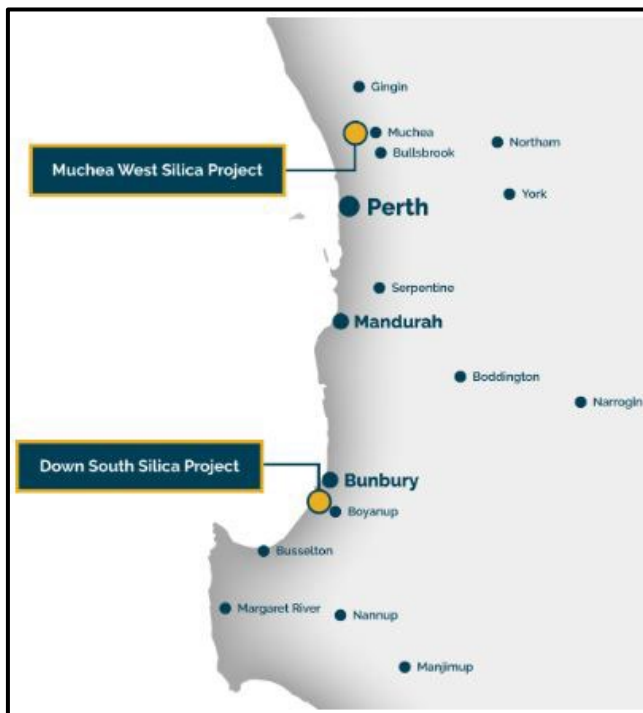 Gingin
Muchea
Northam
Bullsbrook
Muchea West Silica Project
York
Perth
Serpentine
Mandurah
Boddington
Narrogin
Down South Silica Project
Bunbury
Boyanup
Busselton
Margaret River
Nannup
Manjimup